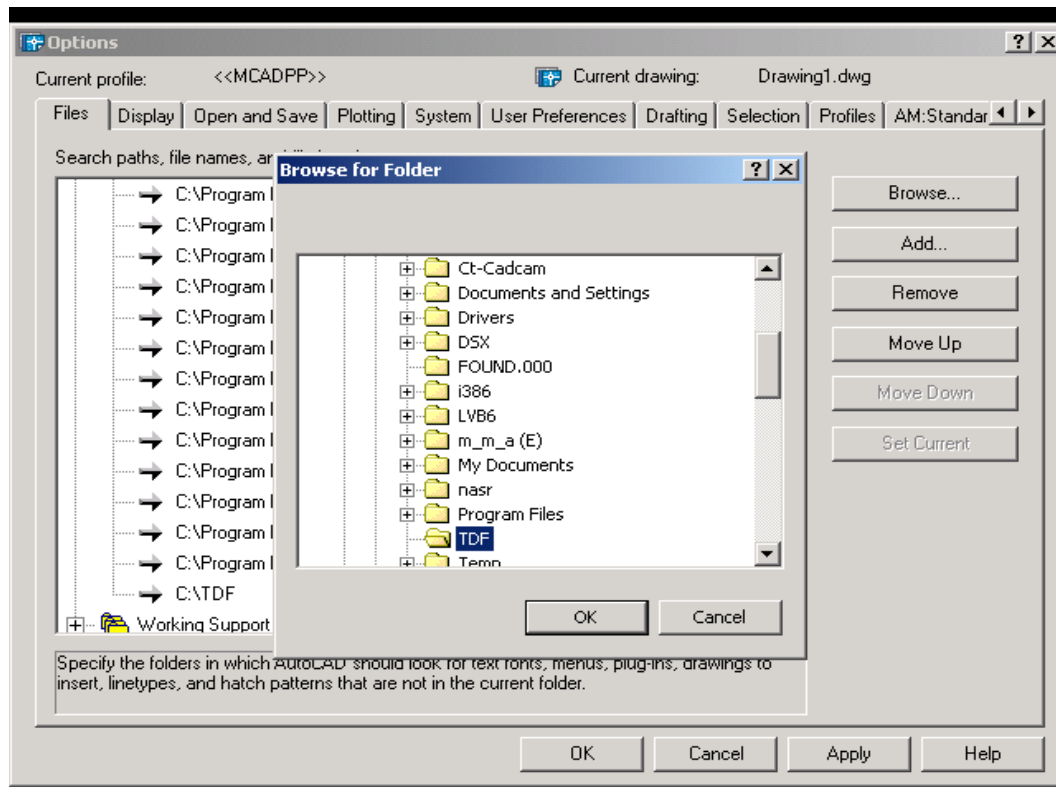 Options
Current profile: <<MCADPP>> Current drawing: Drawing1.dwg
Files Display Open and Save Plotting System User Preferences Drafting Selection Profiles AM:Standar
Search paths, file names, an
Browse for Folder
C:\Program
C:\Program
C:\Program
C:\Program
C:\Program
C:\Program
C:\Program
C:\Program
C:\Program
C:\Program
C:\Program
C:\Program
C:\Program
C:\TDF
Working Support
Ct-Cadcam
Documents and Settings
Drivers
DSX
FOUND.000
i386
LVB6
m_m_a (E)
My Documents
nasr
Program Files
TDF
Temp
OK Cancel
Browse...
Add...
Remove
Move Up
Move Down
Set Current
Specify the folders in which AutoCAD should look for text fonts, menus, plug-ins, drawings to
insert, linetypes, and hatch patterns that are not in the current folder.
OK Cancel Apply Help